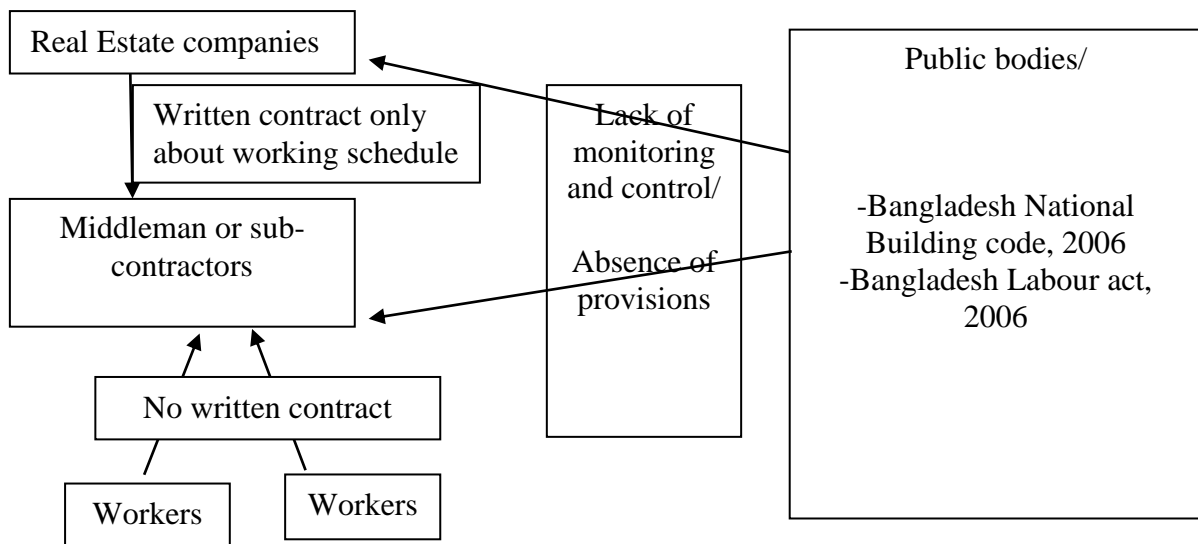 Real Estate companies
Written contract only
about working schedule
Middleman or sub-
contractors
No written contract
Workers
Workers
Lack of
monitoring
and control/
Absence of
provisions
Public bodies/
-Bangladesh National
Building code, 2006
-Bangladesh Labour act,
2006